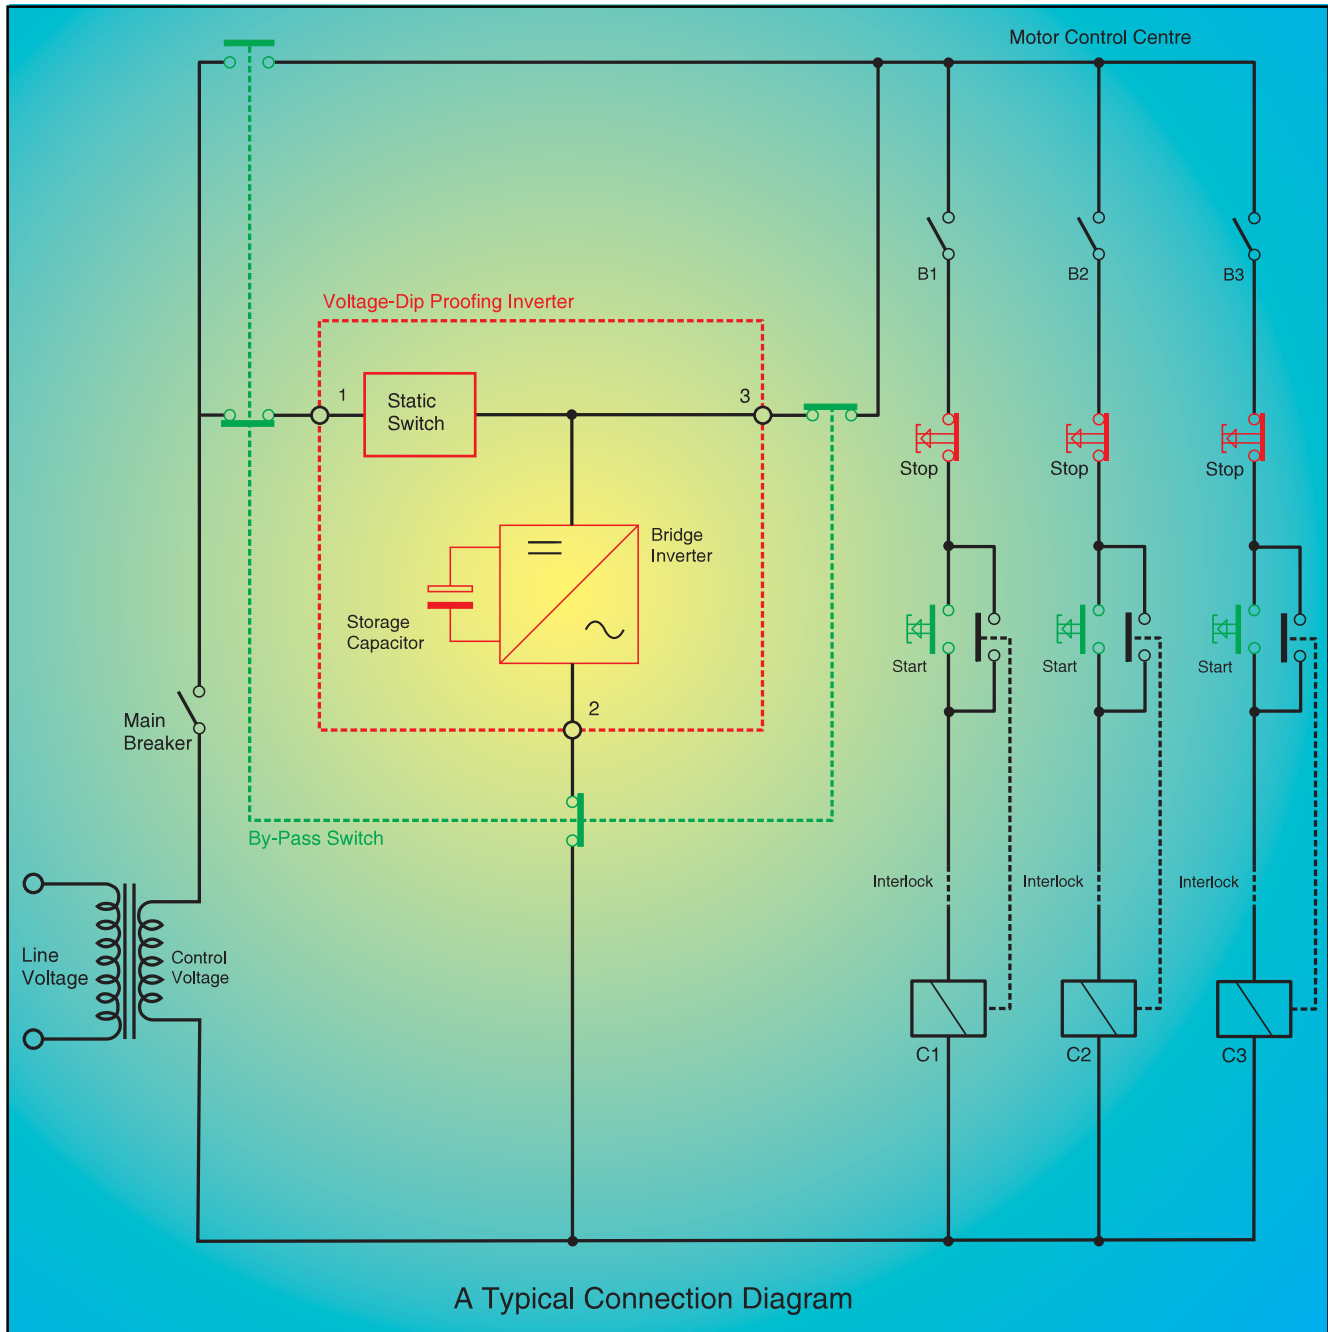 Motor Control Centre
B1
B2
B3
Voltage-Dip Proofing Inverter
1
Static
Switch
3
Stop
Stop
Stop
Bridge
Inverter
Storage
Capacitor
Start
Start
Start
2
Main
Breaker
By-Pass Switch
Interlock
Interlock
Interlock
Line
Voltage
Control
Voltage
C1
C2
C3
A Typical Connection Diagram